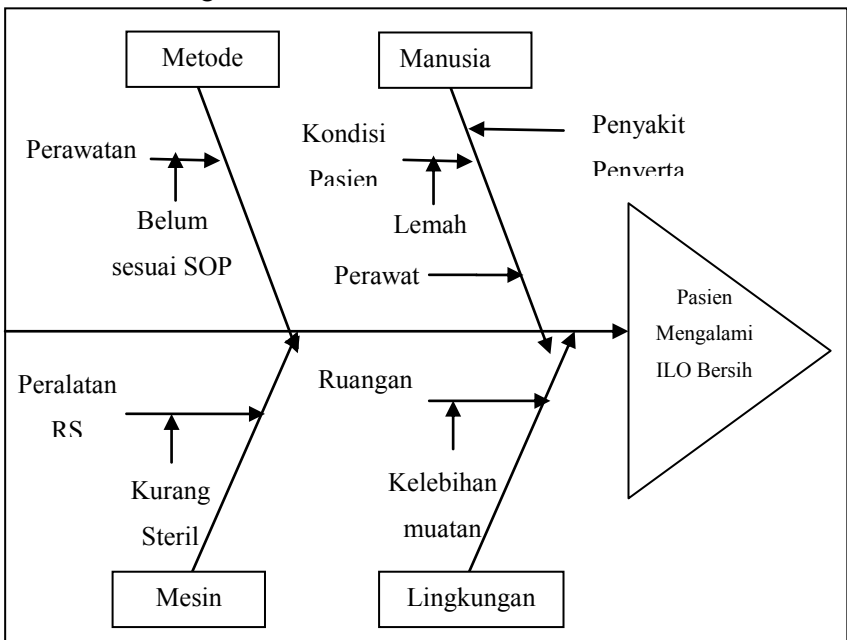 Metode
Manusia
Perawatan
Belum
sesuai SOP
Kondisi
Pasien
Lemah
Penyakit
Penyerta
Perawat
Pasien
Mengalami
ILO Bersih
Peralatan
RS
Kurang
Steril
Ruangan
Kelebihan
muatan
Mesin
Lingkungan